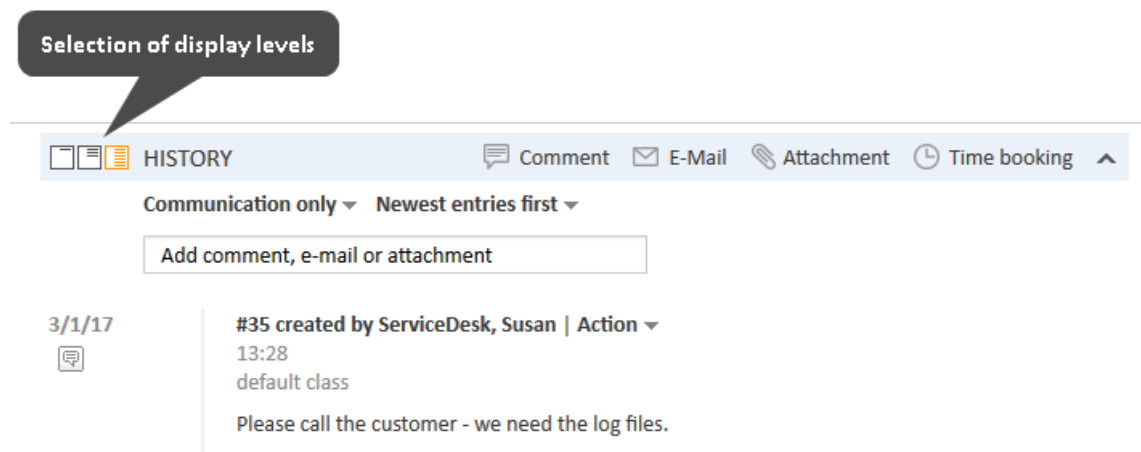 Selection of display levels
HISTORY Comment E-Mail Attachment Time booking
Communication only Newest entries first
Add comment, e-mail or attachment
3/1/17 #35 created by ServiceDesk, Susan | Action
13:28
default class
Please call the customer - we need the log files.